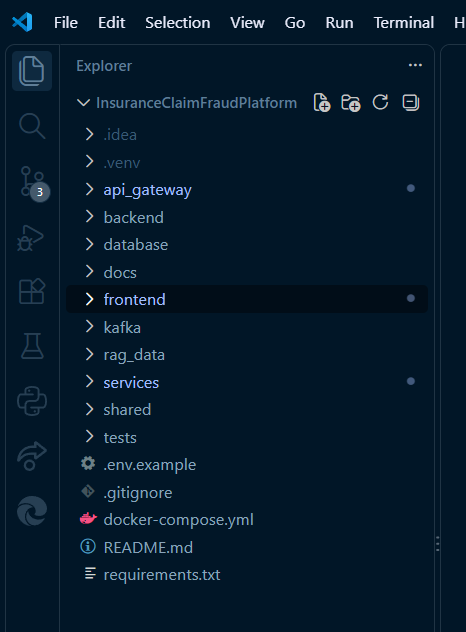 File Edit Selection View Go Run Terminal H
Explorer
InsuranceClaimFraudPlatform
.idea
.venv
3
api_gateway
backend
database
docs
frontend
kafka
rag_data
services
shared
tests
.env.example
.gitignore
docker-compose.yml
README.md
requirements.txt